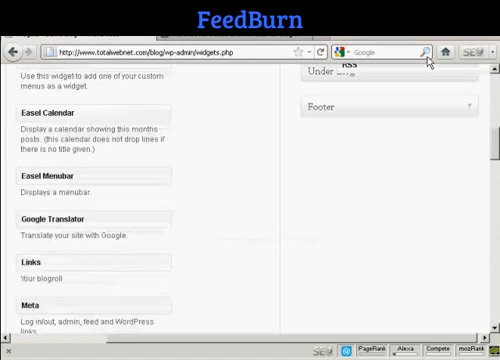 FeedBurn
http://www.totalwebnet.com/blog/wp-admin/widgets.php
Google
SEO
RSS
Use this widget to add one of your custom
menus as a widget.
Footer
Easel Calendar
Display a calendar showing this months
posts. (this calendar does not drop lines if
there is no title given.)
Easel Menubar
Displays a menubar.
Google Translator
Translate your site with Google.
Links
Your blogroll
Meta
Log in/out, admin, feed and WordPress
links
SEO
PageRank
Alexa
Compete
mozRank